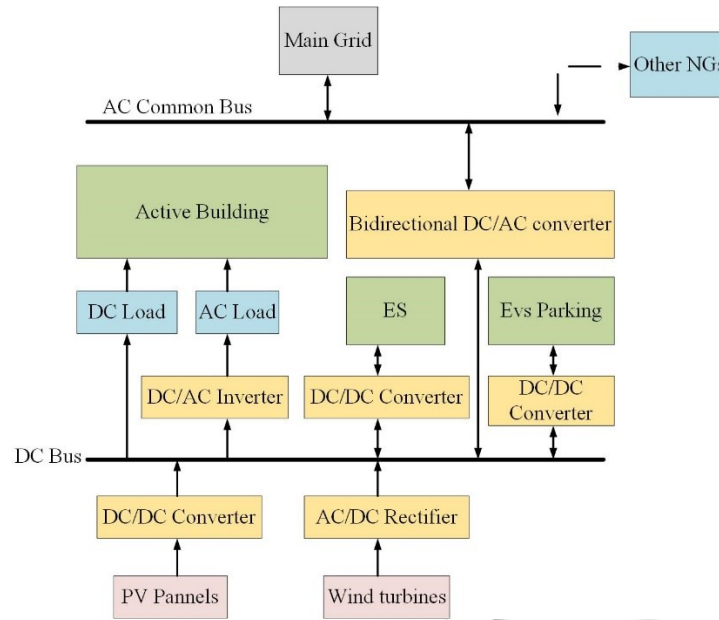 Main Grid
Other NGs
AC Common Bus
Active Building
Bidirectional DC/AC converter
DC Load
AC Load
ES
Evs Parking
DC/AC Inverter
DC/DC Converter
DC/DC
Converter
DC Bus
DC/DC Converter
AC/DC Rectifier
PV Pannels
Wind turbines